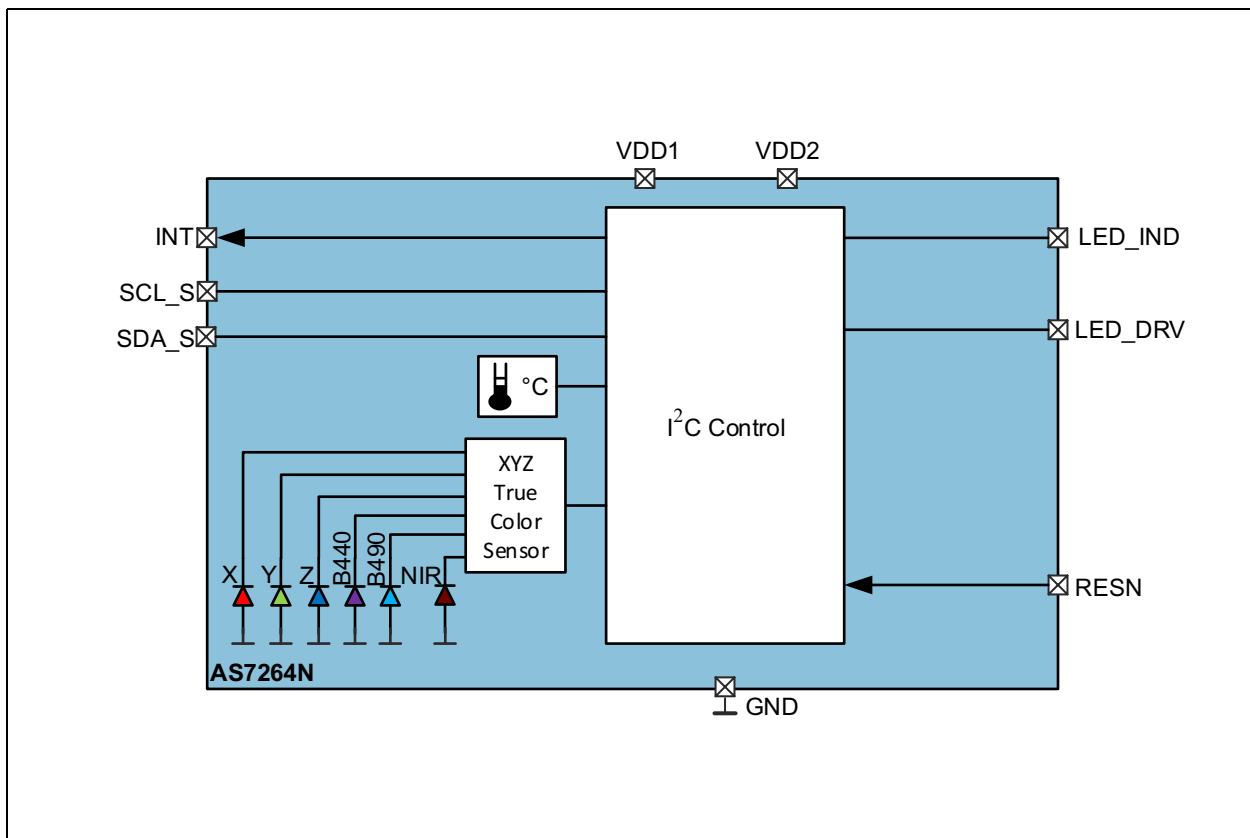 VDD1
VDD2
INT
LED_IND
SCL_S
SDA_S
LED_DRV
°C
I²C Control
XYZ
True
Color
Sensor
X
Y
Z
B440
B490
NIR
RESN
AS7264N
GND